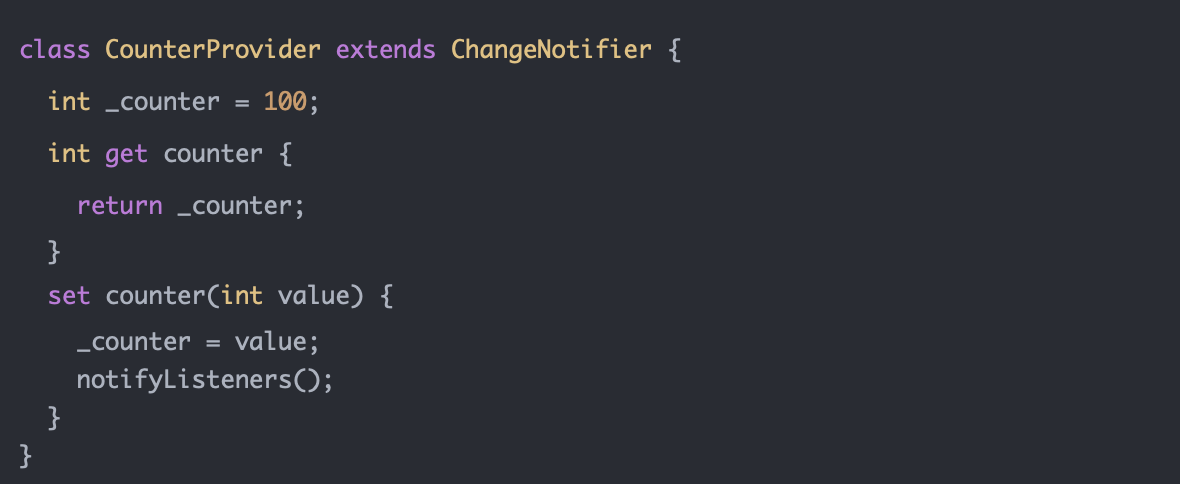 class CounterProvider extends ChangeNotifier {
  int _counter = 100;
  int get counter {
    return _counter;
  }
  set counter(int value) {
    _counter = value;
    notifyListeners();
  }
}